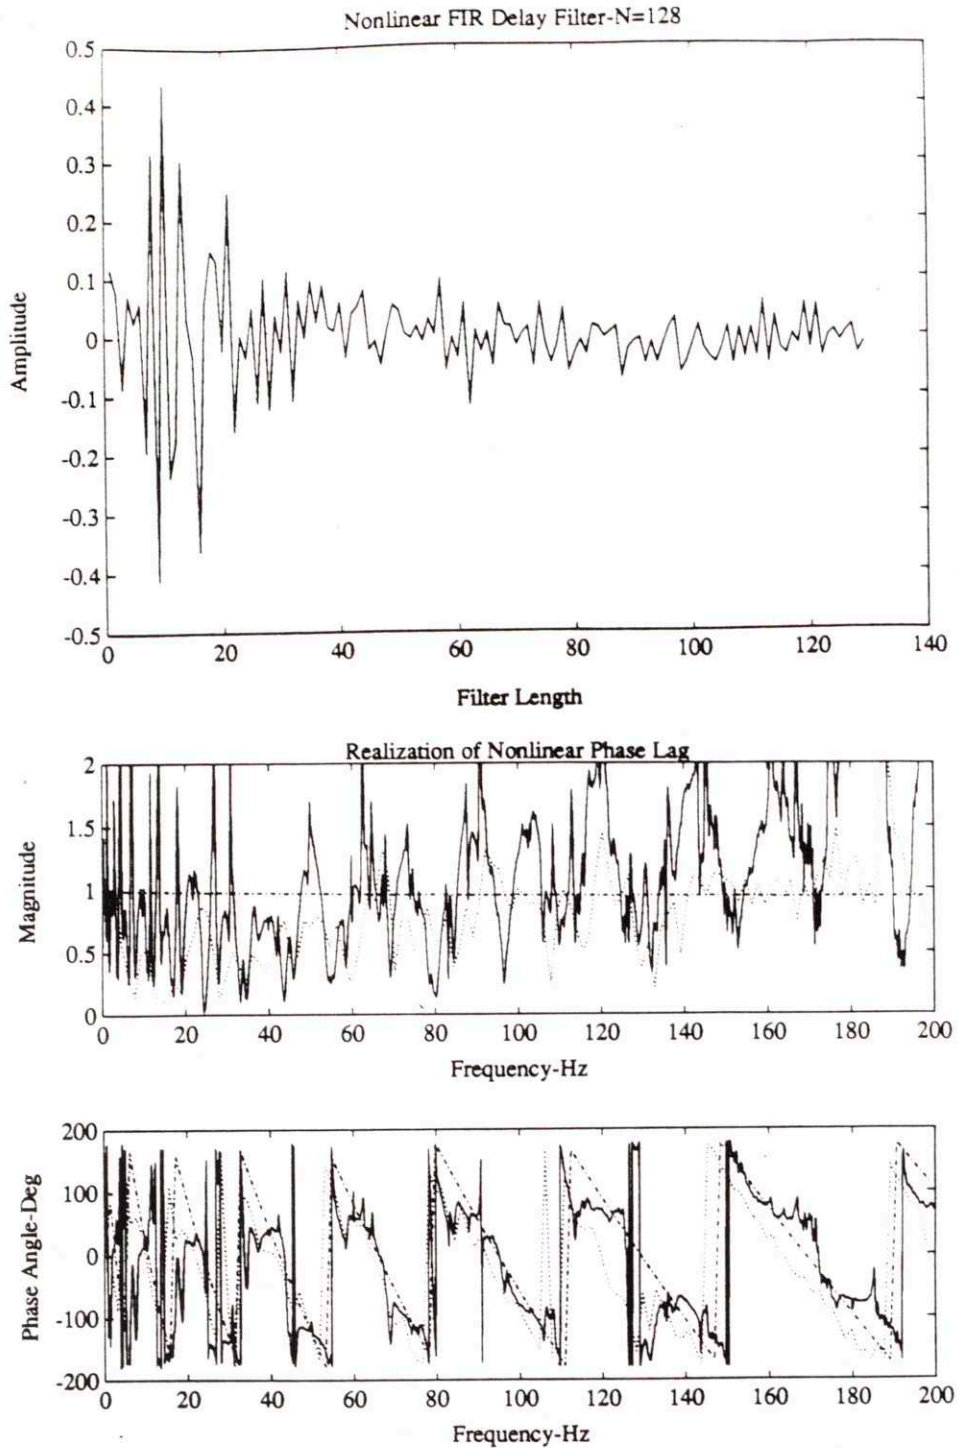 Nonlinear FIR Delay Filter-N=128
0.5
0.4
0.3
0.2
0.1
0
-0.1
-0.2
-0.3
-0.4
-0.5
Amplitude
0 20 40 60 80 100 120 140
Filter Length
Realization of Nonlinear Phase Lag
2
1.5
1
0.5
0
Magnitude
0 20 40 60 80 100 120 140 160 180 200
Frequency-Hz
200
100
0
-100
-200
Phase Angle-Deg
0 20 40 60 80 100 120 140 160 180 200
Frequency-Hz